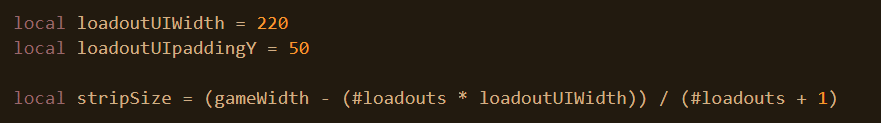 local loadoutUIWidth = 220
local loadoutUIpaddingY = 50
local stripSize = (gameWidth - (#loadouts * loadoutUIWidth)) / (#loadouts + 1)